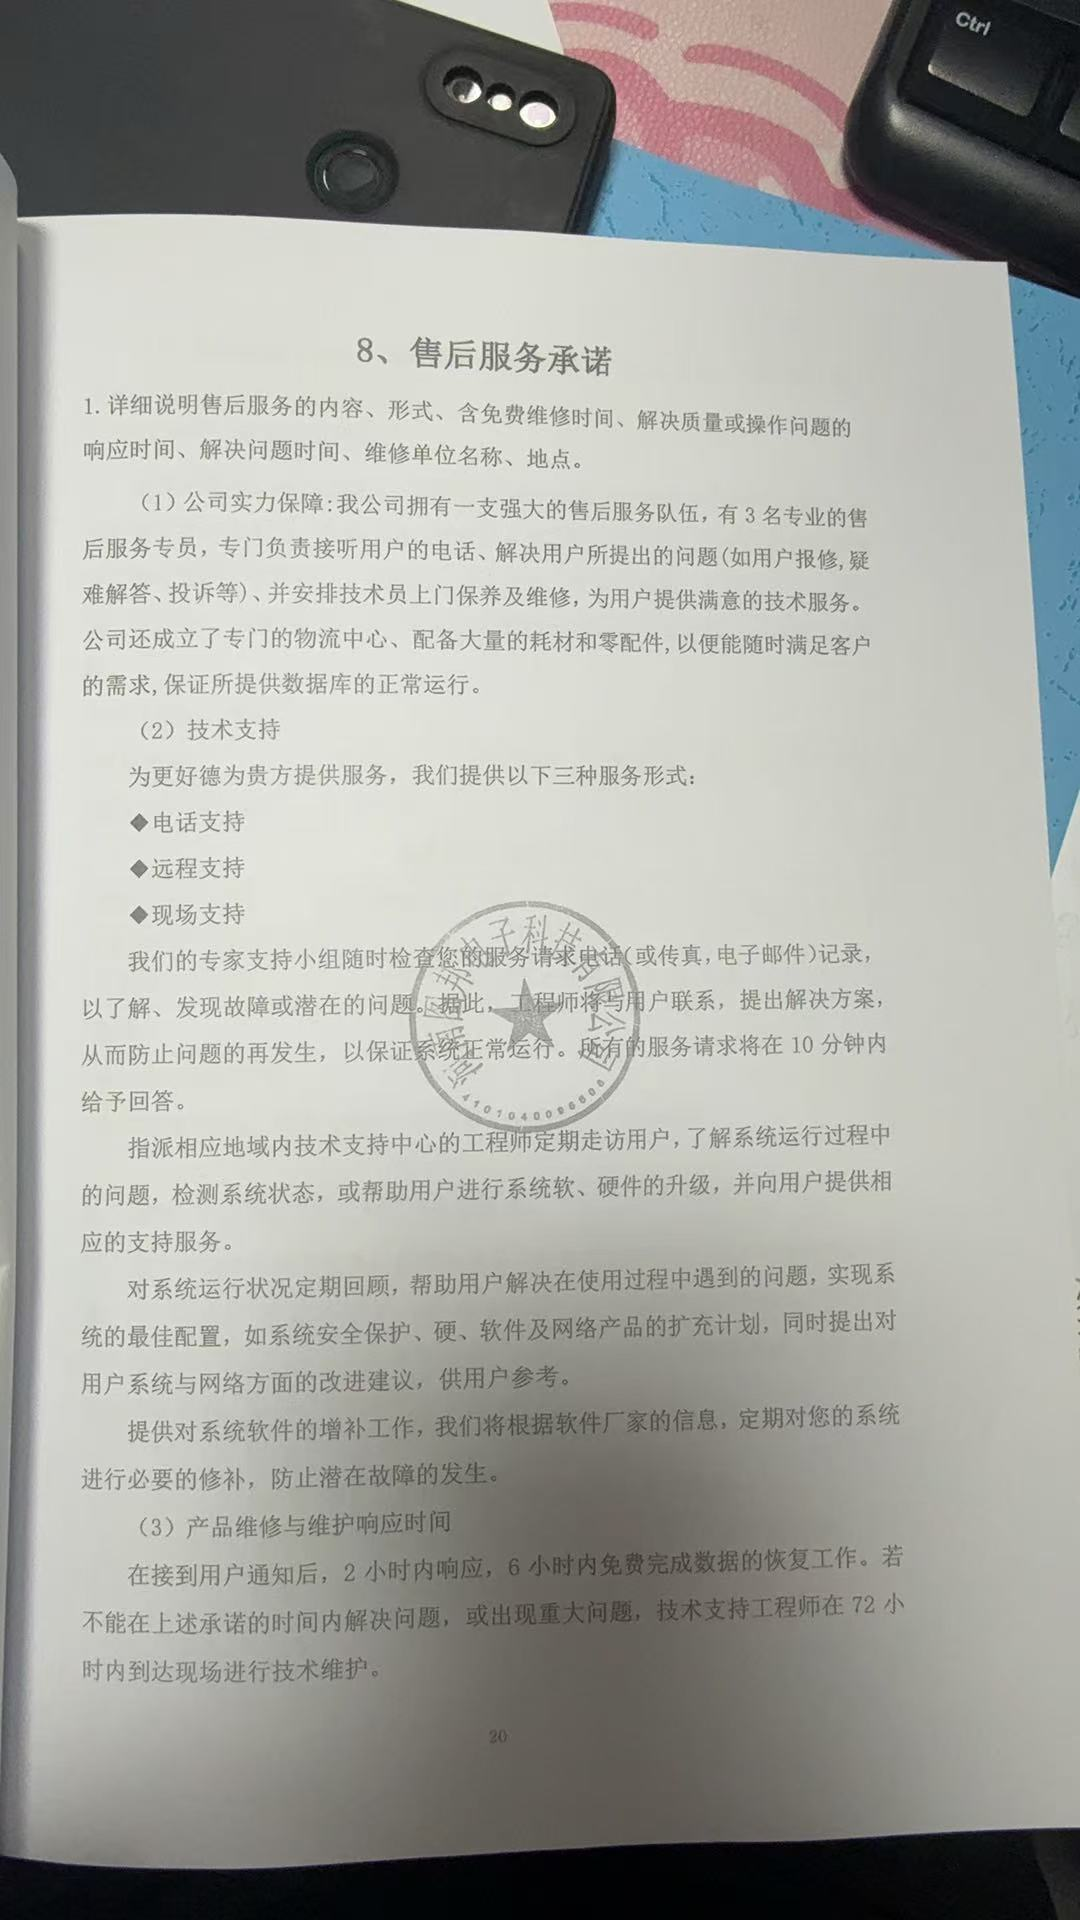 Ctrl
8、售后服务承诺
1.详细说明售后服务的内容、形式、含免费维修时间、解决质量或操作问题的
响应时间、解决问题时间、维修单位名称、地点。
（1）公司实力保障:我公司拥有一支强大的售后服务队伍，有 3 名专业的售
后服务专员，专门负责接听用户的电话、解决用户所提出的问题(如用户报修,疑
难解答、投诉等)、并安排技术员上门保养及维修，为用户提供满意的技术服务。
公司还成立了专门的物流中心、配备大量的耗材和零配件,以便能随时满足客户
的需求,保证所提供数据库的正常运行。
（2）技术支持
为更好德为贵方提供服务，我们提供以下三种服务形式：
◆电话支持
◆远程支持
◆现场支持
我们的专家支持小组随时检查您的服务请求电话(或传真,电子邮件)记录，
以了解、发现故障或潜在的问题。据此，工程师将与用户联系，提出解决方案，
从而防止问题的再发生，以保证系统正常运行。所有的服务请求将在 10 分钟内
给予回答。
河南 邦电子科技有限公司
4101040096608
指派相应地域内技术支持中心的工程师定期走访用户，了解系统运行过程中
的问题，检测系统状态，或帮助用户进行系统软、硬件的升级，并向用户提供相
应的支持服务。
对系统运行状况定期回顾，帮助用户解决在使用过程中遇到的问题，实现系
统的最佳配置，如系统安全保护、硬、软件及网络产品的扩充计划，同时提出对
用户系统与网络方面的改进建议，供用户参考。
提供对系统软件的增补工作，我们将根据软件厂家的信息，定期对您的系统
进行必要的修补，防止潜在故障的发生。
（3）产品维修与维护响应时间
在接到用户通知后，2 小时内响应，6 小时内免费完成数据的恢复工作。若
不能在上述承诺的时间内解决问题，或出现重大问题，技术支持工程师在 72 小
时内到达现场进行技术维护。
20